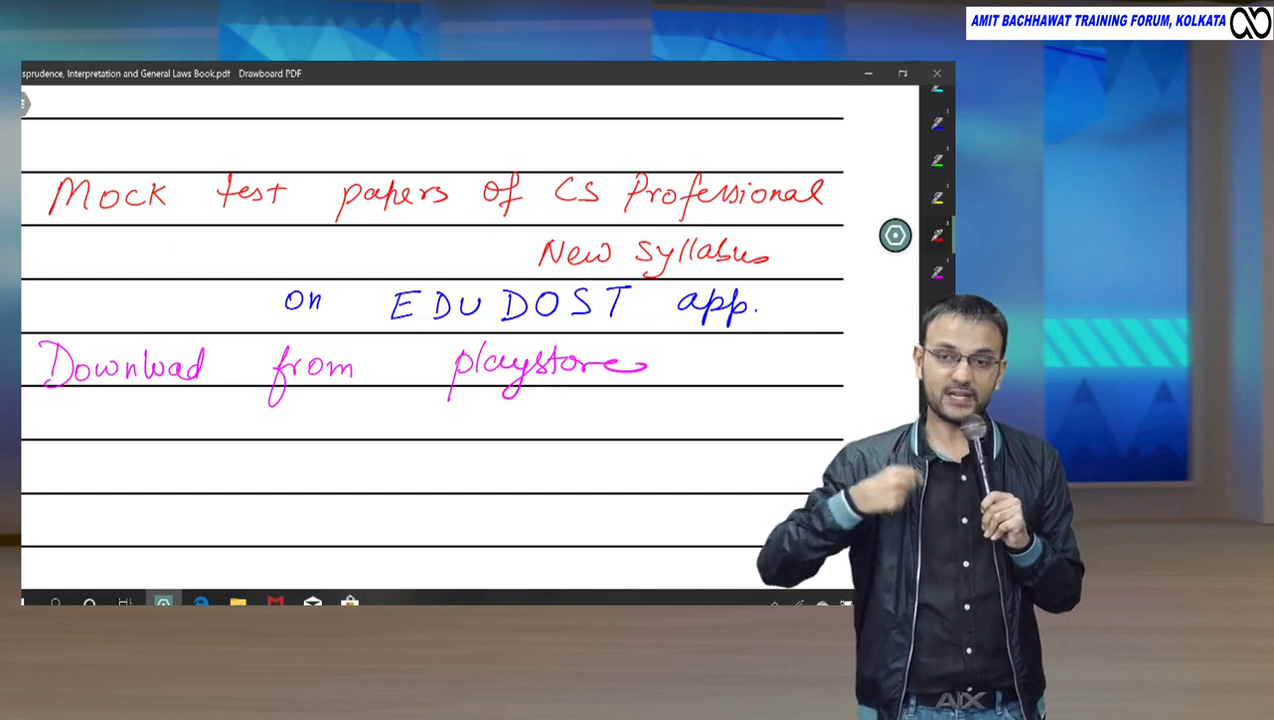 AMIT BACHHAWAT TRAINING FORUM, KOLKATA
sprudence, Interpretation and General Laws Book.pdf Drawboard PDF
Mock test papers of CS Professional
New syllabus
on EDUDOST app.
Download from playstore
AIX